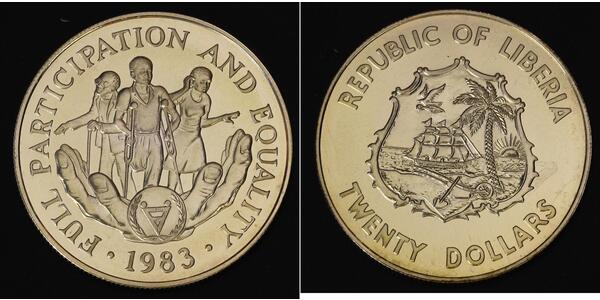 FULL PARTICIPATION AND EQUALITY
· 1983 ·
REPUBLIC OF LIBERIA
TWENTY DOLLARS